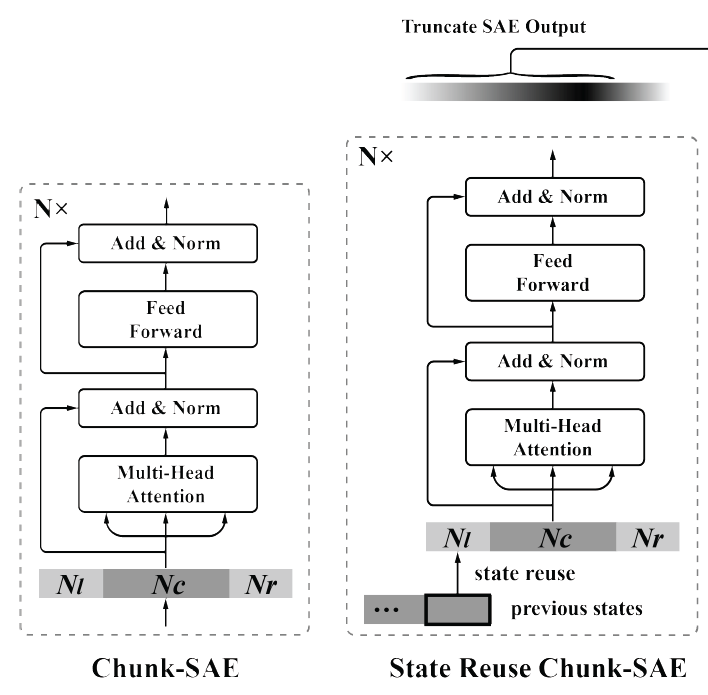 Truncate SAE Output
N×
Add & Norm
Feed
Forward
Add & Norm
Multi-Head
Attention
Nl Nc Nr
Chunk-SAE
N×
Add & Norm
Feed
Forward
Add & Norm
Multi-Head
Attention
Nl Nc Nr
state reuse
... previous states
State Reuse Chunk-SAE